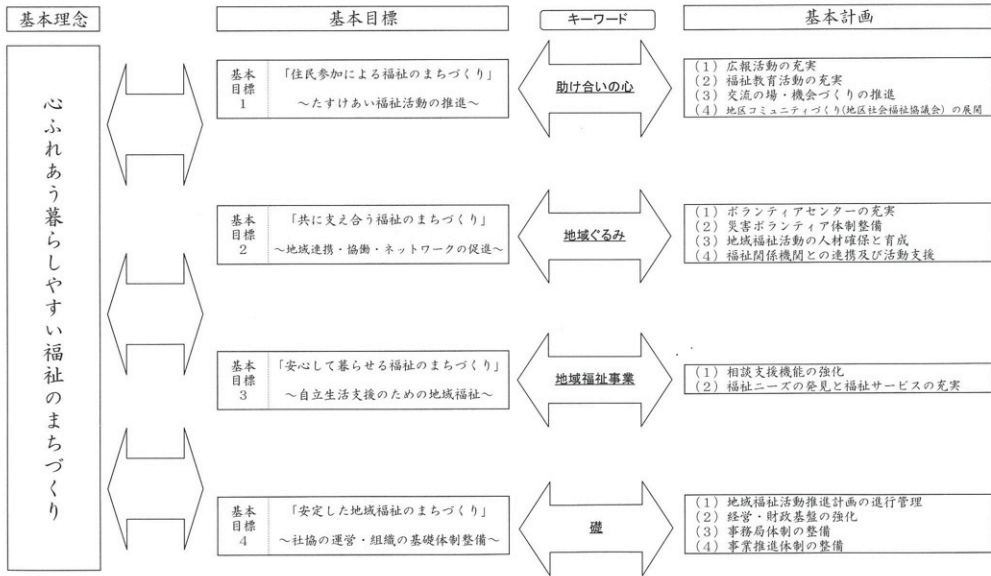 基本理念
基本目標
キーワード
基本計画
心ふれあう暮らしやすい福祉のまちづくり
基本目標1
「住民参加による福祉のまちづくり」
～たすけあい福祉活動の推進～
助け合いの心
(1) 広報活動の充実
(2) 福祉教育活動の充実
(3) 交流の場・機会づくりの推進
(4) 地区コミュニティづくり(地区社会福祉協議会)の展開
基本目標2
「共に支え合う福祉のまちづくり」
～地域連携・協働・ネットワークの促進～
地域ぐるみ
(1) ボランティアセンターの充実
(2) 災害ボランティア体制整備
(3) 地域福祉活動の人材確保と育成
(4) 福祉関係機関との連携及び活動支援
基本目標3
「安心して暮らせる福祉のまちづくり」
～自立生活支援のための地域福祉～
地域福祉事業
(1) 相談支援機能の強化
(2) 福祉ニーズの発見と福祉サービスの充実
基本目標4
「安定した地域福祉のまちづくり」
～社協の運営・組織の基礎体制整備～
礎
(1) 地域福祉活動推進計画の進行管理
(2) 経営・財政基盤の強化
(3) 事務局体制の整備
(4) 事業推進体制の整備